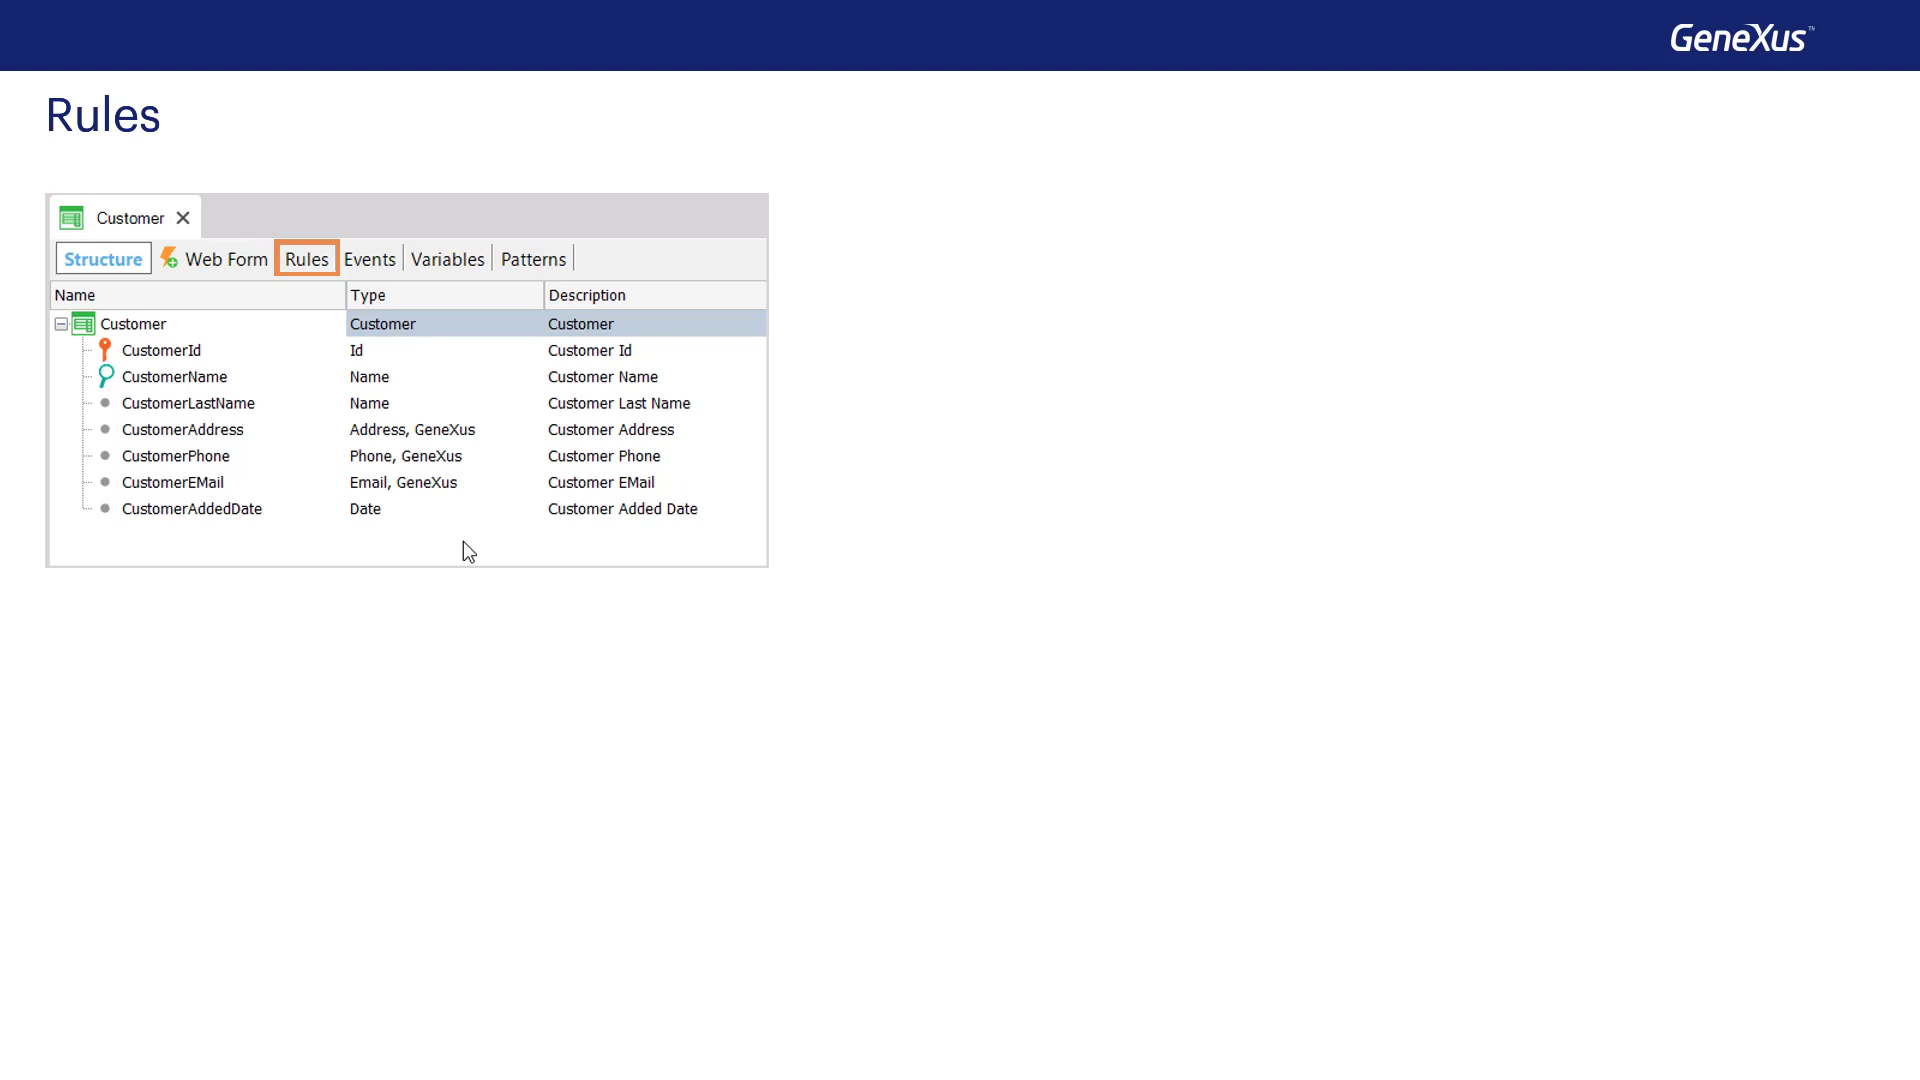 GeneXus™
Rules
Customer
Structure Web Form Rules Events Variables Patterns
Name Type Description
Customer Customer Customer
CustomerId Id Customer Id
CustomerName Name Customer Name
CustomerLastName Name Customer Last Name
CustomerAddress Address, GeneXus Customer Address
CustomerPhone Phone, GeneXus Customer Phone
CustomerEMail Email, GeneXus Customer EMail
CustomerAddedDate Date Customer Added Date